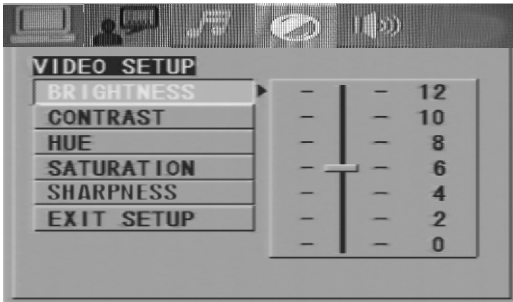 VIDEO SETUP
BRIGHTNESS
CONTRAST
HUE
SATURATION
SHARPNESS
EXIT SETUP
12
10
8
6
4
2
0